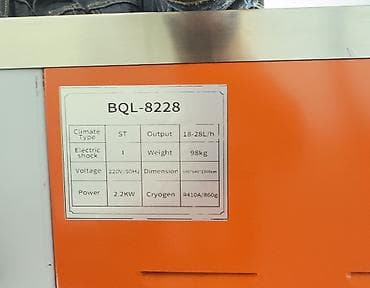 BQL-8228
Climate Type ST Output 18-28L/h
Electric shock I Weight 98kg
Voltage 220V/50HZ Dimension
Power 2.2KW Cryogen R410A/860g